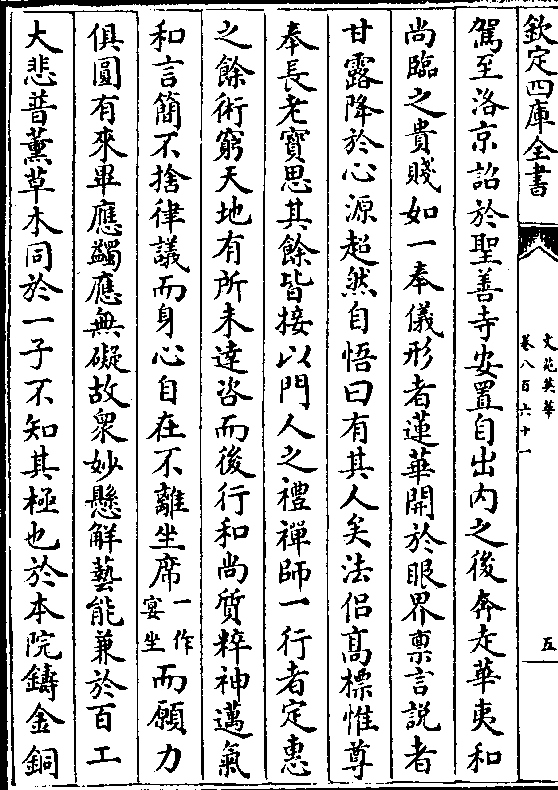 欽定四庫全書
文苑英華
卷八百六十一
五
駕至洛京詔於聖善寺安置自出内之後奔走華夷和
尚臨之貴賤如一奉儀形者蓮華開於眼界禀言説者
甘露降於心源超然自悟曰有其人矣法侣髙標惟尊
奉長老寶思其餘皆接以門人之禮禪師一行者定惠
之餘術窮天地有所未達咨而後行和尚質粹神邁氣
和言簡不捨律議而身心自在不離坐席一作宴坐而願力
俱圓有來畢應蠲應無礙故衆妙懸解藝能兼於百工
大悲普薰草木同於一子不知其極也於本院鑄金銅